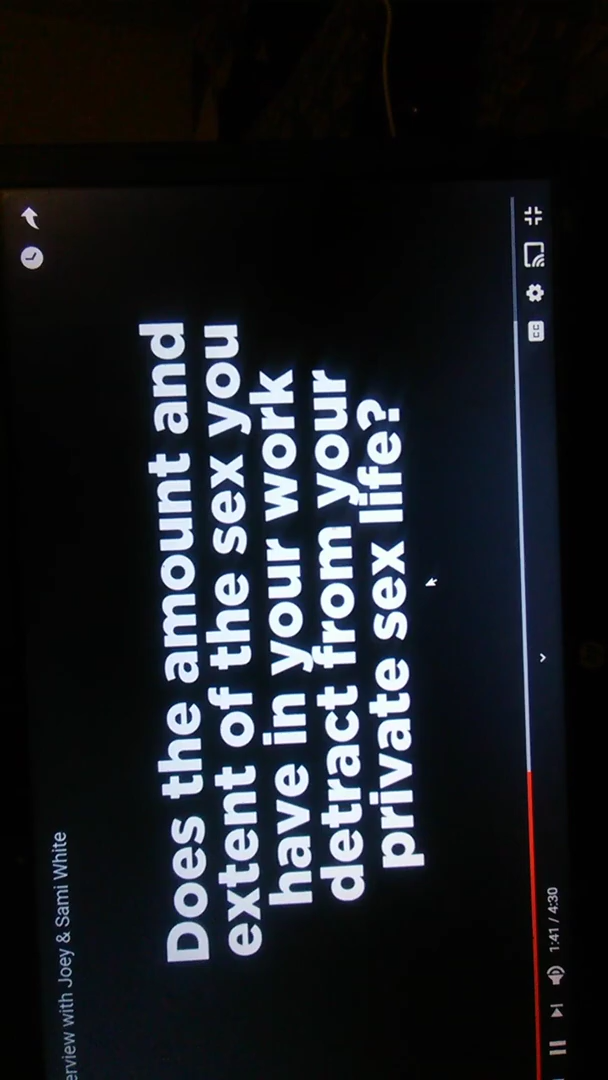 erview with Joey & Sami White
Does the amount and
extent of the sex you
have in your work
detract from your
private sex life?
1:41 / 4:30
CC